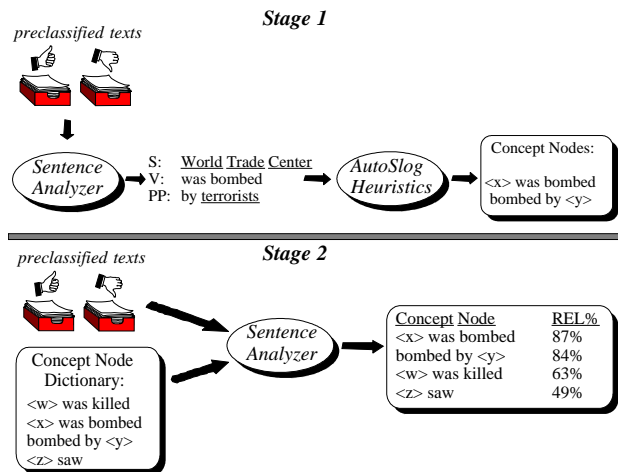 Stage 1
preclassified texts
Sentence
Analyzer
S: World Trade Center
V: was bombed
PP: by terrorists
AutoSlog
Heuristics
Concept Nodes:
<x> was bombed
bombed by <y>
Stage 2
preclassified texts
Concept Node
Dictionary:
<w> was killed
<x> was bombed
bombed by <y>
<z> saw
Sentence
Analyzer
Concept Node REL%
<x> was bombed 87%
bombed by <y> 84%
<w> was killed 63%
<z> saw 49%